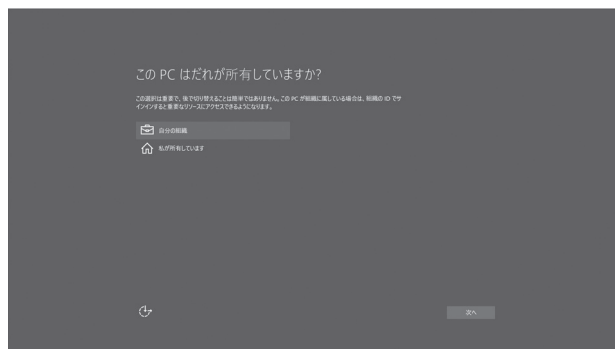 この PC はだれが所有していますか?
この選択は重要で、後で切り替えることは簡単ではありません。この PC が組織に属している場合は、組織の ID でサ
インインすると重要なリソースにアクセスできるようになります。
自分の組織
私が所有しています
次へ